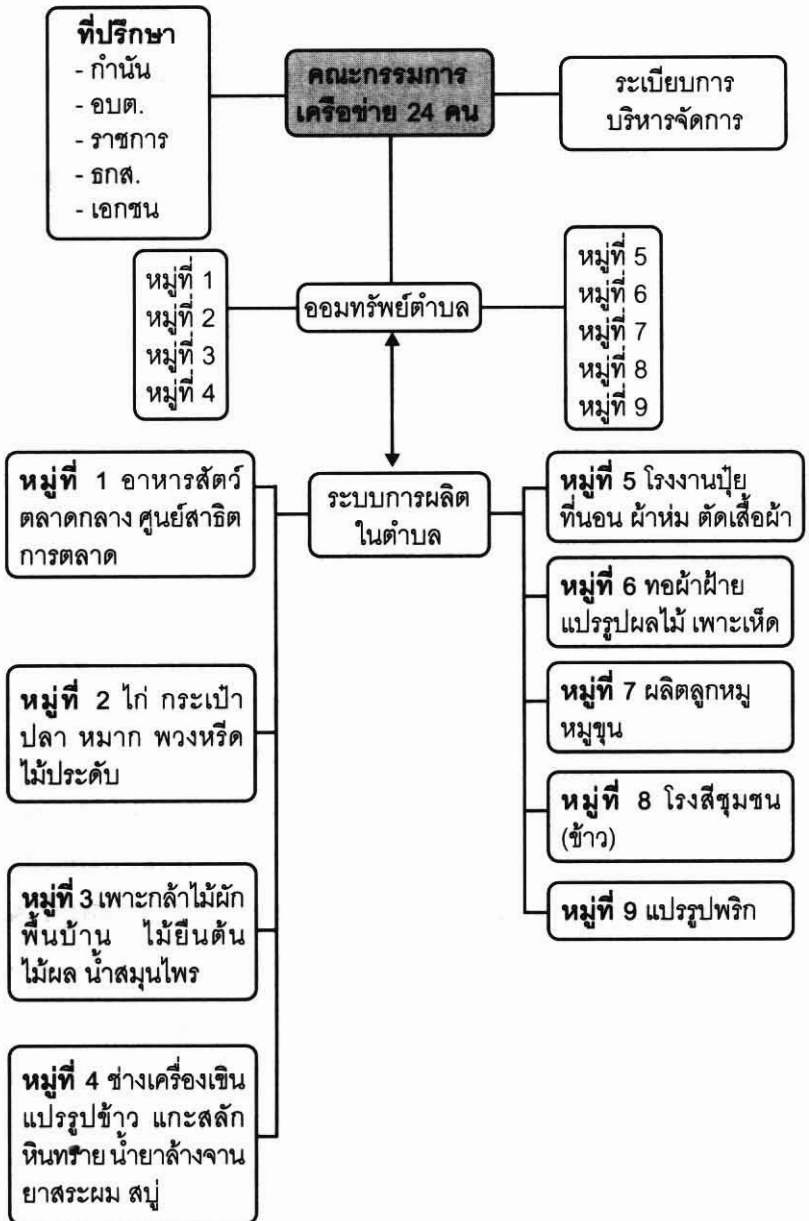 ที่ปรึกษา
- กำนัน
- อบต.
- ราชการ
- ธกส.
- เอกชน
คณะกรรมการ
เครือข่าย 24 คน
ระเบียบการ
บริหารจัดการ
หมู่ที่ 1
หมู่ที่ 2
หมู่ที่ 3
หมู่ที่ 4
ออมทรัพย์ตำบล
หมู่ที่ 5
หมู่ที่ 6
หมู่ที่ 7
หมู่ที่ 8
หมู่ที่ 9
ระบบการผลิต
ในตำบล
หมู่ที่ 1 อาหารสัตว์
ตลาดกลาง ศูนย์สาธิต
การตลาด
หมู่ที่ 2 ไก่ กระเป๋า
ปลา หมาก พวงหรีด
ไม้ประดับ
หมู่ที่ 3 เพาะกล้าไม้ผัก
พื้นบ้าน ไม้ยืนต้น
ไม้ผล น้ำสมุนไพร
หมู่ที่ 4 ช่างเครื่องเขิน
แปรรูปข้าว แกะสลัก
หินทราย น้ำยาล้างจาน
ยาสระผม สบู่
หมู่ที่ 5 โรงงานปุ๋ย
ที่นอน ผ้าห่ม ตัดเสื้อผ้า
หมู่ที่ 6 ทอผ้าฝ้าย
แปรรูปผลไม้ เพาะเห็ด
หมู่ที่ 7 ผลิตลูกหมู
หมูขุน
หมู่ที่ 8 โรงสีชุมชน
(ข้าว)
หมู่ที่ 9 แปรรูปพริก